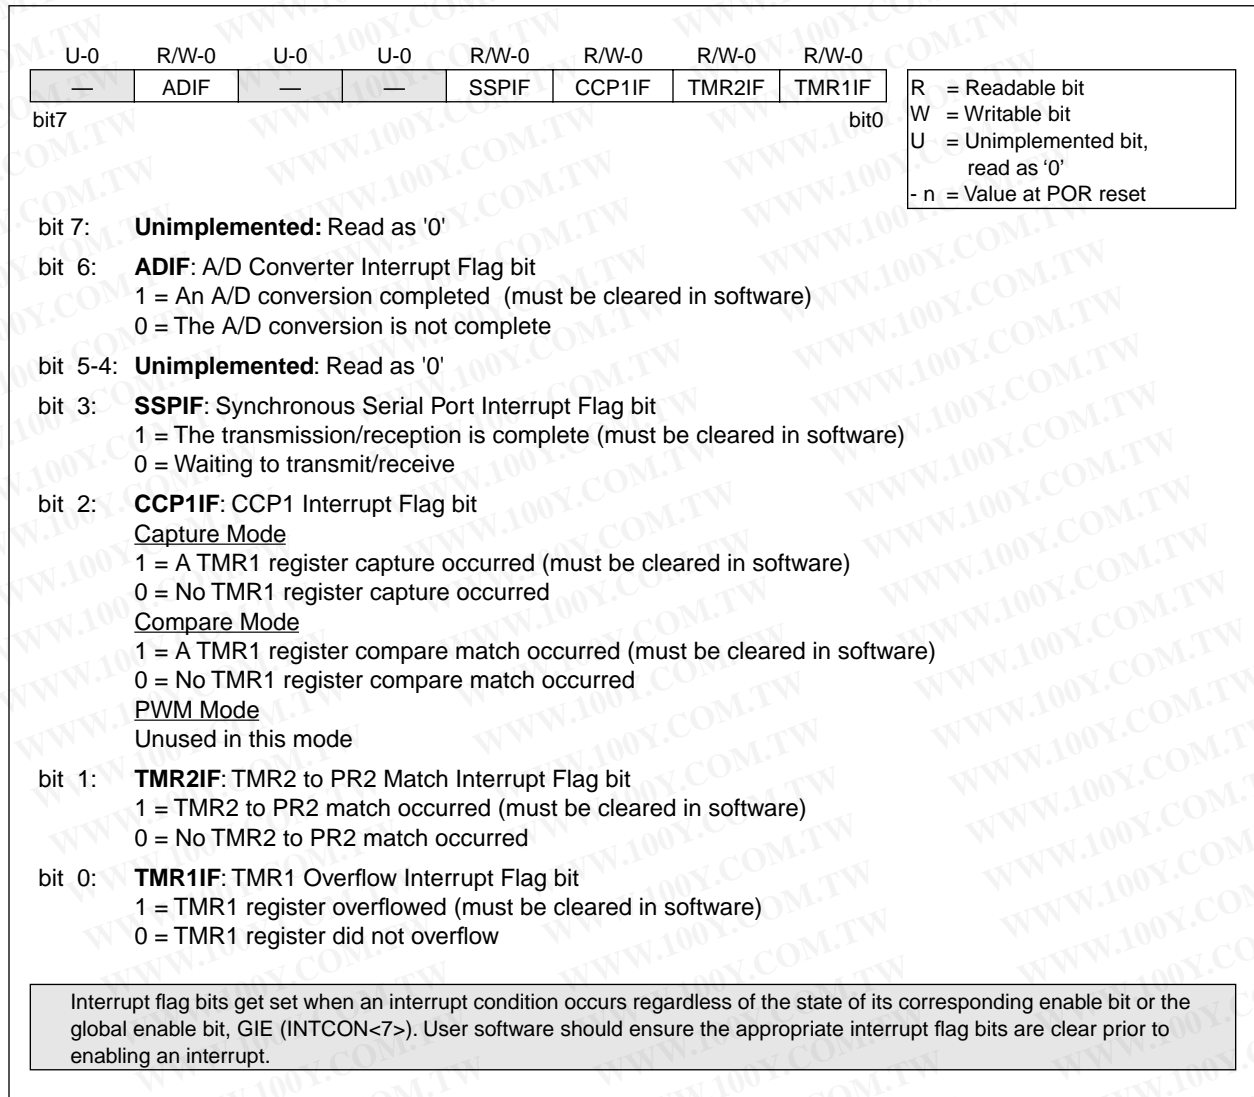 U-0 R/W-0 U-0 U-0 R/W-0 R/W-0 R/W-0 R/W-0
— ADIF — — SSPIF CCP1IF TMR2IF TMR1IF
bit7 bit0
R = Readable bit
W = Writable bit
U = Unimplemented bit,
read as ‘0’
- n = Value at POR reset
bit 7: Unimplemented: Read as '0'
bit 6: ADIF: A/D Converter Interrupt Flag bit
1 = An A/D conversion completed (must be cleared in software)
0 = The A/D conversion is not complete
bit 5-4: Unimplemented: Read as '0'
bit 3: SSPIF: Synchronous Serial Port Interrupt Flag bit
1 = The transmission/reception is complete (must be cleared in software)
0 = Waiting to transmit/receive
bit 2: CCP1IF: CCP1 Interrupt Flag bit
Capture Mode
1 = A TMR1 register capture occurred (must be cleared in software)
0 = No TMR1 register capture occurred
Compare Mode
1 = A TMR1 register compare match occurred (must be cleared in software)
0 = No TMR1 register compare match occurred
PWM Mode
Unused in this mode
bit 1: TMR2IF: TMR2 to PR2 Match Interrupt Flag bit
1 = TMR2 to PR2 match occurred (must be cleared in software)
0 = No TMR2 to PR2 match occurred
bit 0: TMR1IF: TMR1 Overflow Interrupt Flag bit
1 = TMR1 register overflowed (must be cleared in software)
0 = TMR1 register did not overflow
Interrupt flag bits get set when an interrupt condition occurs regardless of the state of its corresponding enable bit or the
global enable bit, GIE (INTCON<7>). User software should ensure the appropriate interrupt flag bits are clear prior to
enabling an interrupt.
WWW.100Y.COM.TW